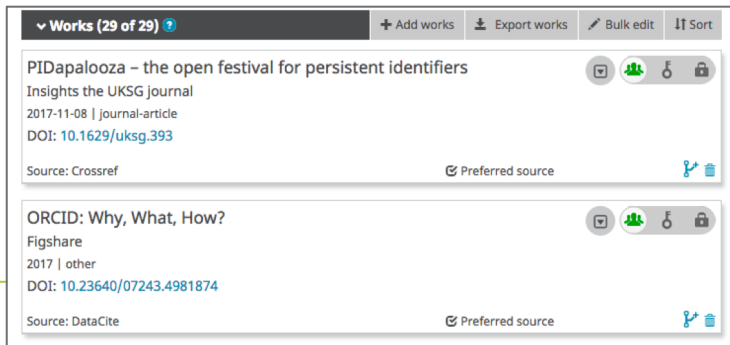 Works (29 of 29) ?
Add works
Export works
Bulk edit
Sort
PIDapalooza – the open festival for persistent identifiers
Insights the UKSG journal
2017-11-08 | journal-article
DOI: 10.1629/uksg.393
Source: Crossref
Preferred source
ORCID: Why, What, How?
Figshare
2017 | other
DOI: 10.23640/07243.4981874
Source: DataCite
Preferred source